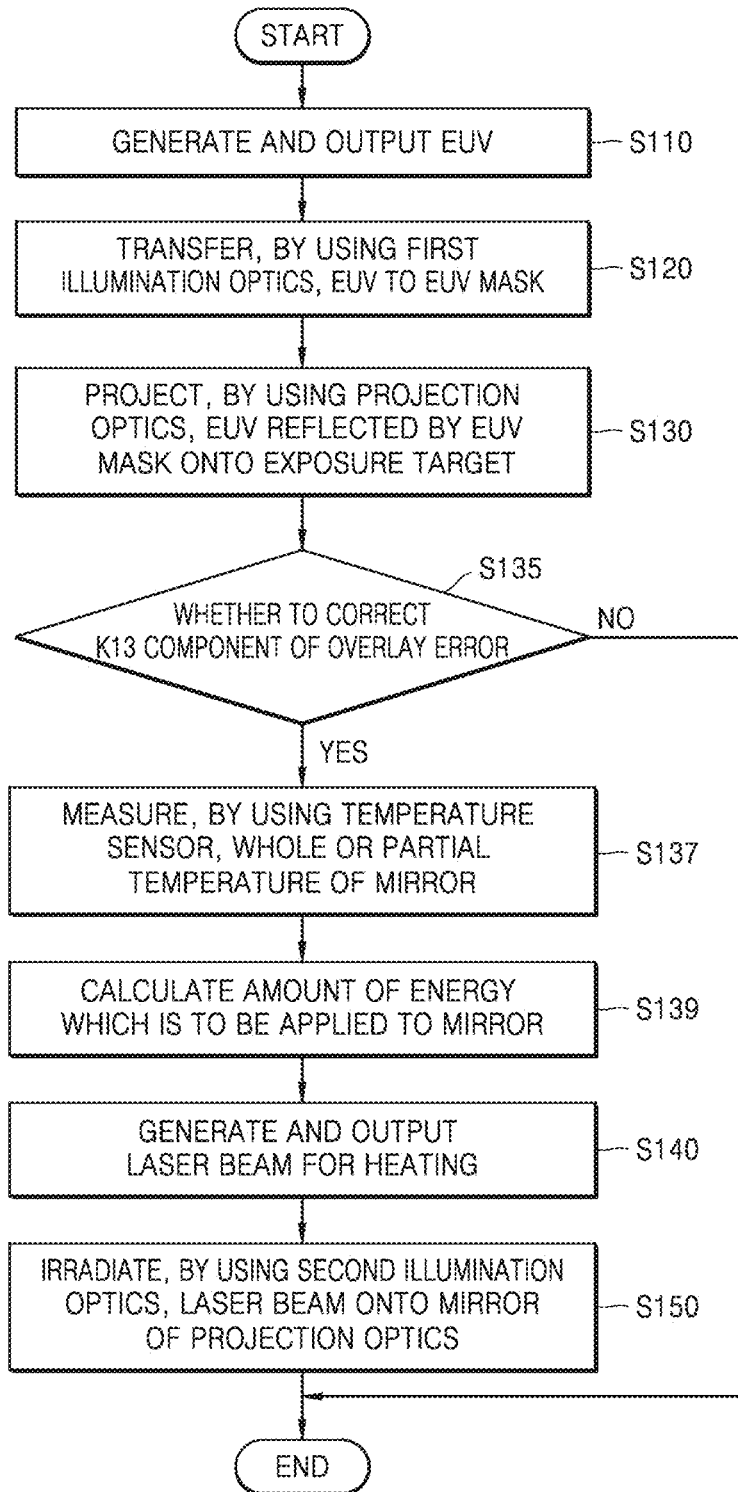 START
GENERATE AND OUTPUT EUV
S110
TRANSFER, BY USING FIRST
ILLUMINATION OPTICS, EUV TO EUV MASK
S120
PROJECT, BY USING PROJECTION
OPTICS, EUV REFLECTED BY EUV
MASK ONTO EXPOSURE TARGET
S130
S135
WHETHER TO CORRECT
K13 COMPONENT OF OVERLAY ERROR
NO
YES
MEASURE, BY USING TEMPERATURE
SENSOR, WHOLE OR PARTIAL
TEMPERATURE OF MIRROR
S137
CALCULATE AMOUNT OF ENERGY
WHICH IS TO BE APPLIED TO MIRROR
S139
GENERATE AND OUTPUT
LASER BEAM FOR HEATING
S140
IRRADIATE, BY USING SECOND ILLUMINATION
OPTICS, LASER BEAM ONTO MIRROR
OF PROJECTION OPTICS
S150
END